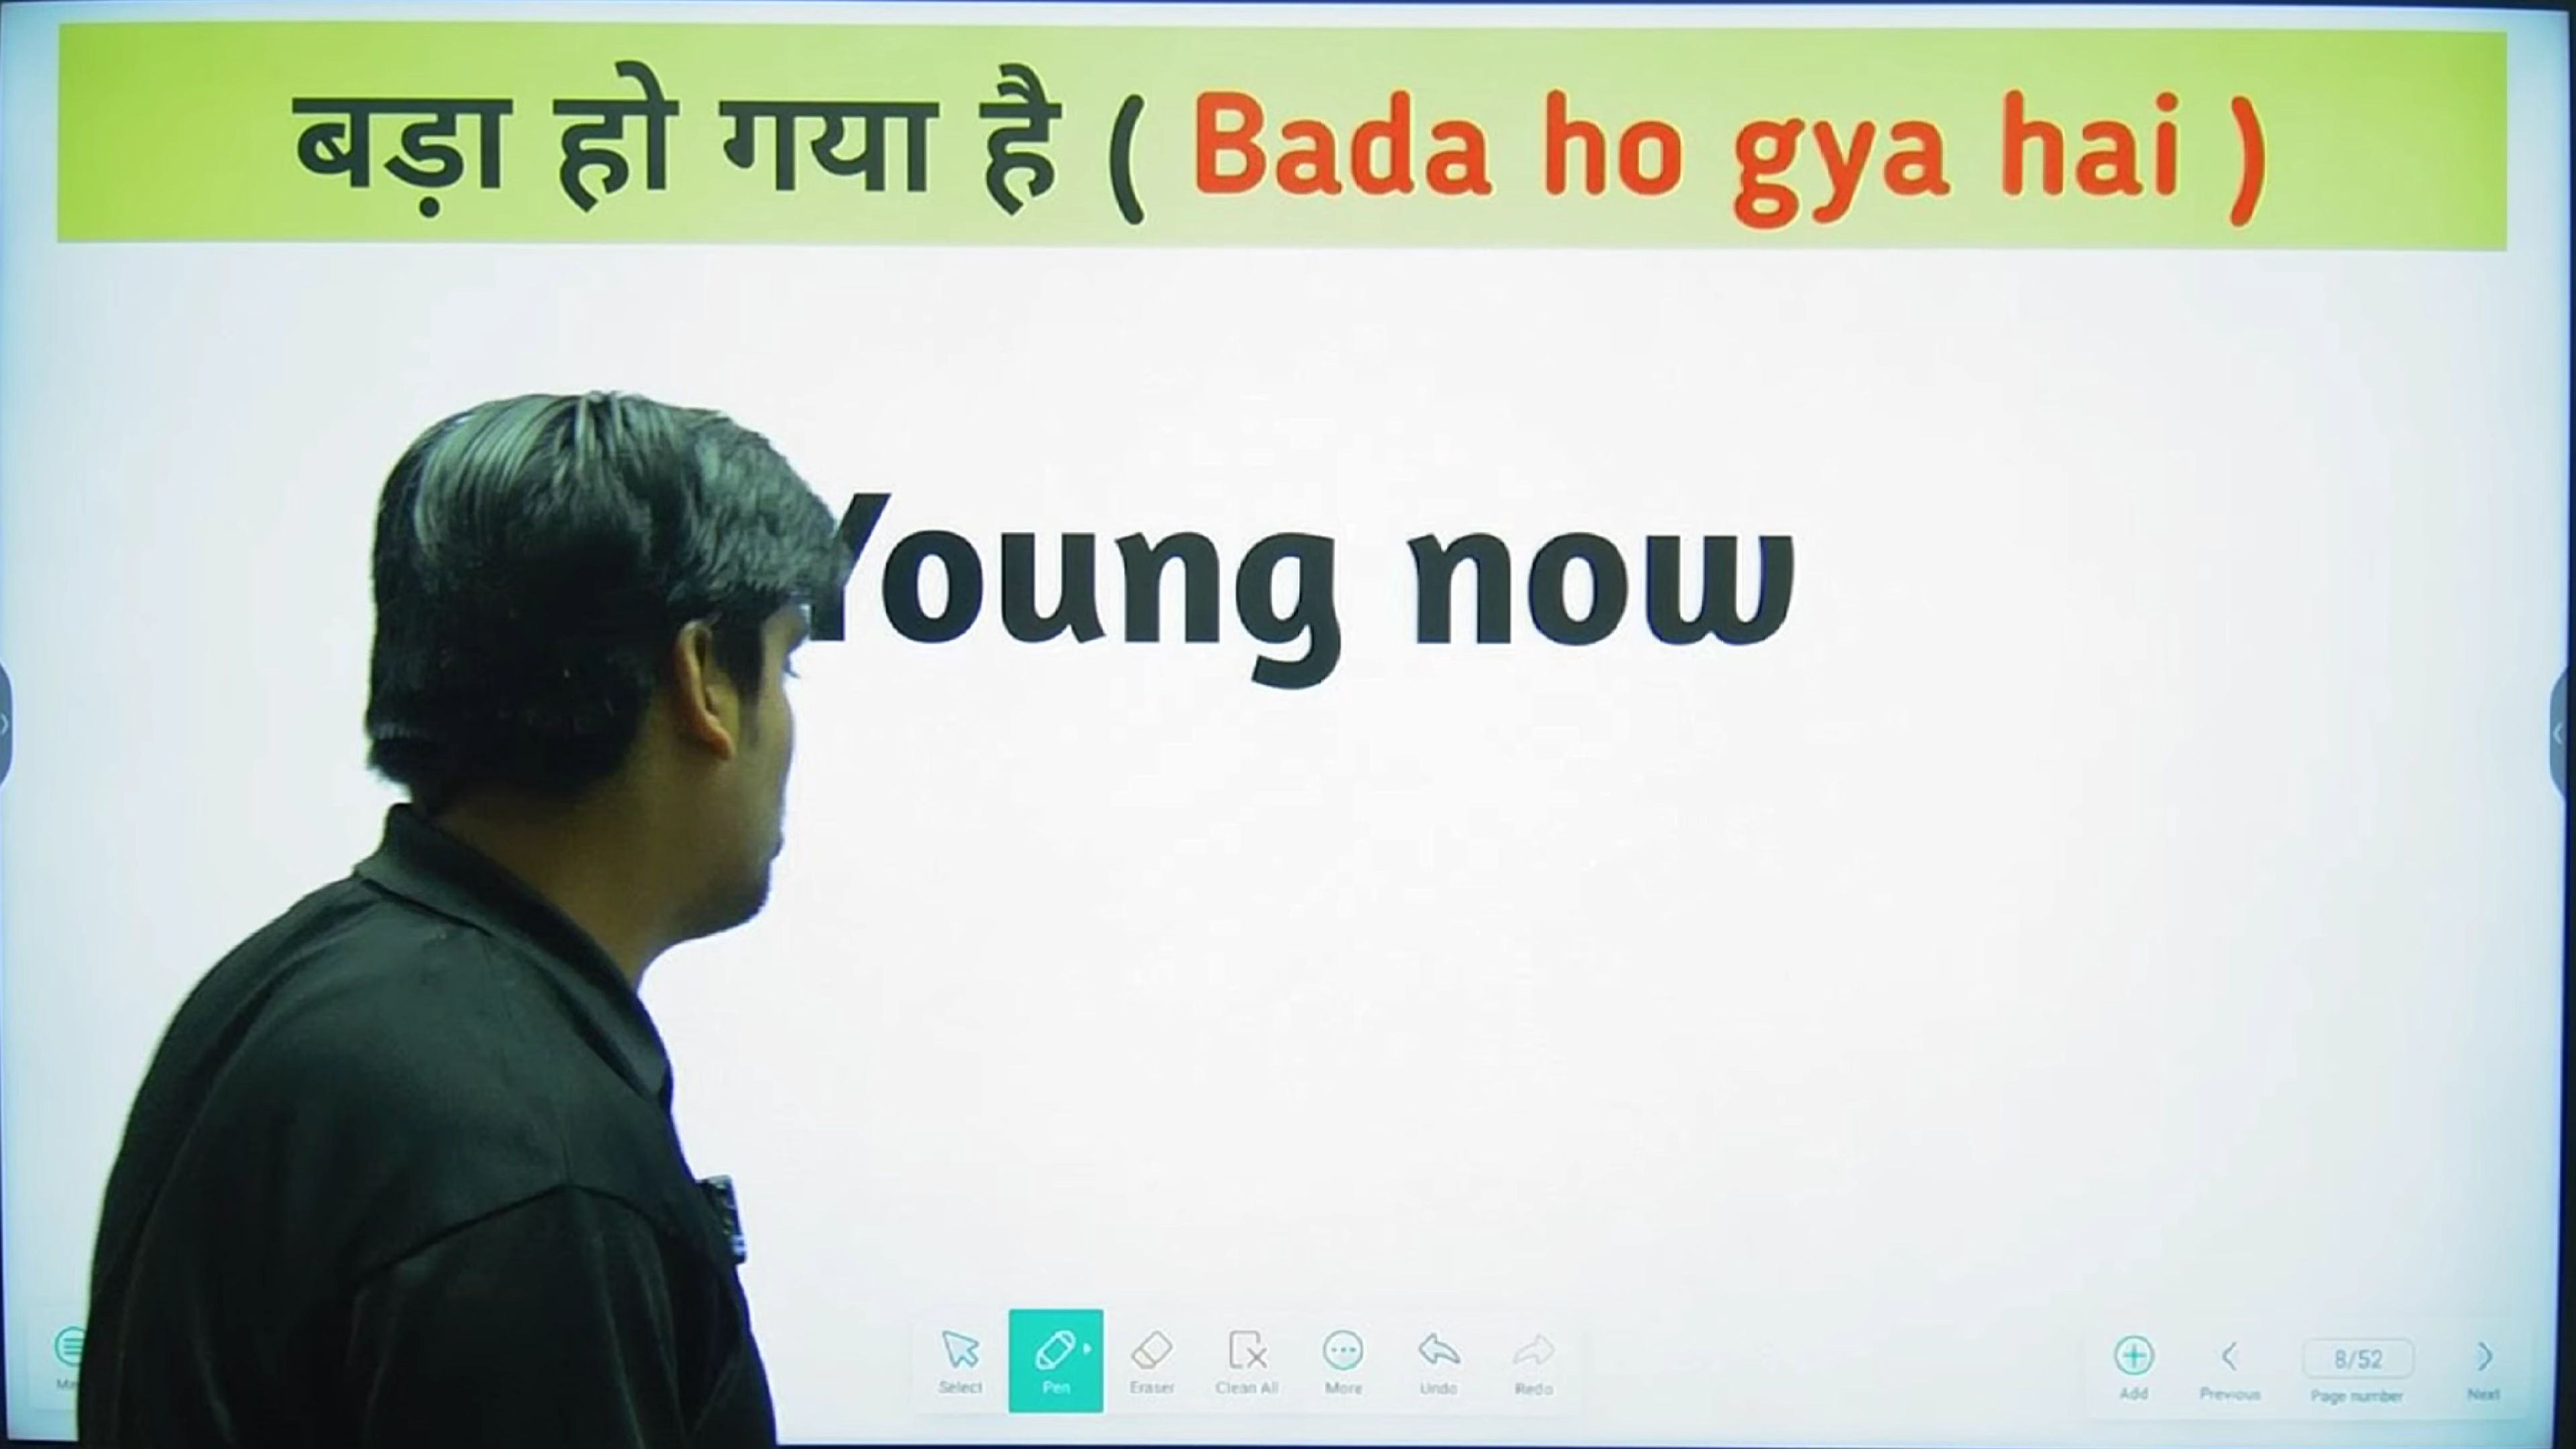 बड़ा हो गया है ( Bada ho gya hai )
Young now
Select Pen Eraser Clean All More Undo Redo
Add Previous 8/52 Page number Next